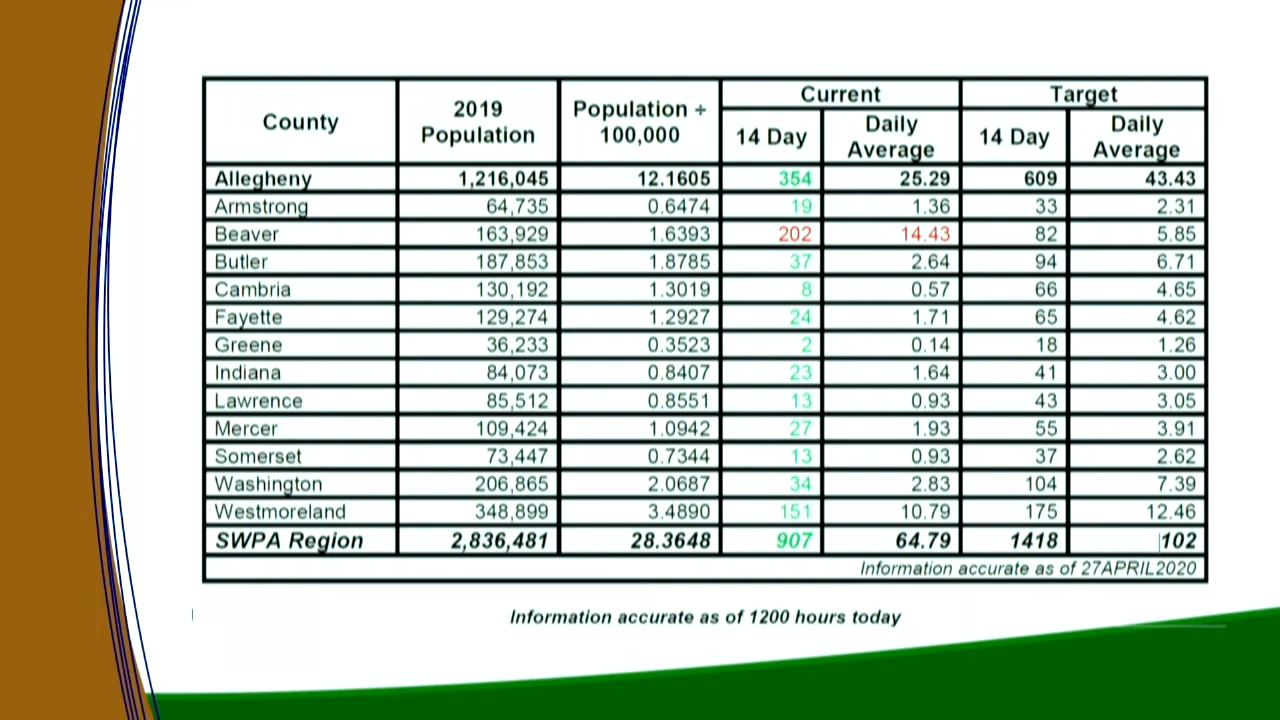 County 2019 Population Population ÷ 100,000 Current Target
14 Day Daily Average 14 Day Daily Average
Allegheny 1,216,045 12.1605 354 25.29 609 43.43
Armstrong 64,735 0.6474 19 1.36 33 2.31
Beaver 163,929 1.6393 202 14.43 82 5.85
Butler 187,853 1.8785 37 2.64 94 6.71
Cambria 130,192 1.3019 8 0.57 66 4.65
Fayette 129,274 1.2927 24 1.71 65 4.62
Greene 36,233 0.3523 2 0.14 18 1.26
Indiana 84,073 0.8407 23 1.64 41 3.00
Lawrence 85,512 0.8551 13 0.93 43 3.05
Mercer 109,424 1.0942 27 1.93 55 3.91
Somerset 73,447 0.7344 13 0.93 37 2.62
Washington 206,865 2.0687 34 2.83 104 7.39
Westmoreland 348,899 3.4890 151 10.79 175 12.46
SWPA Region 2,836,481 28.3648 907 64.79 1418 102
Information accurate as of 27APRIL2020
Information accurate as of 1200 hours today